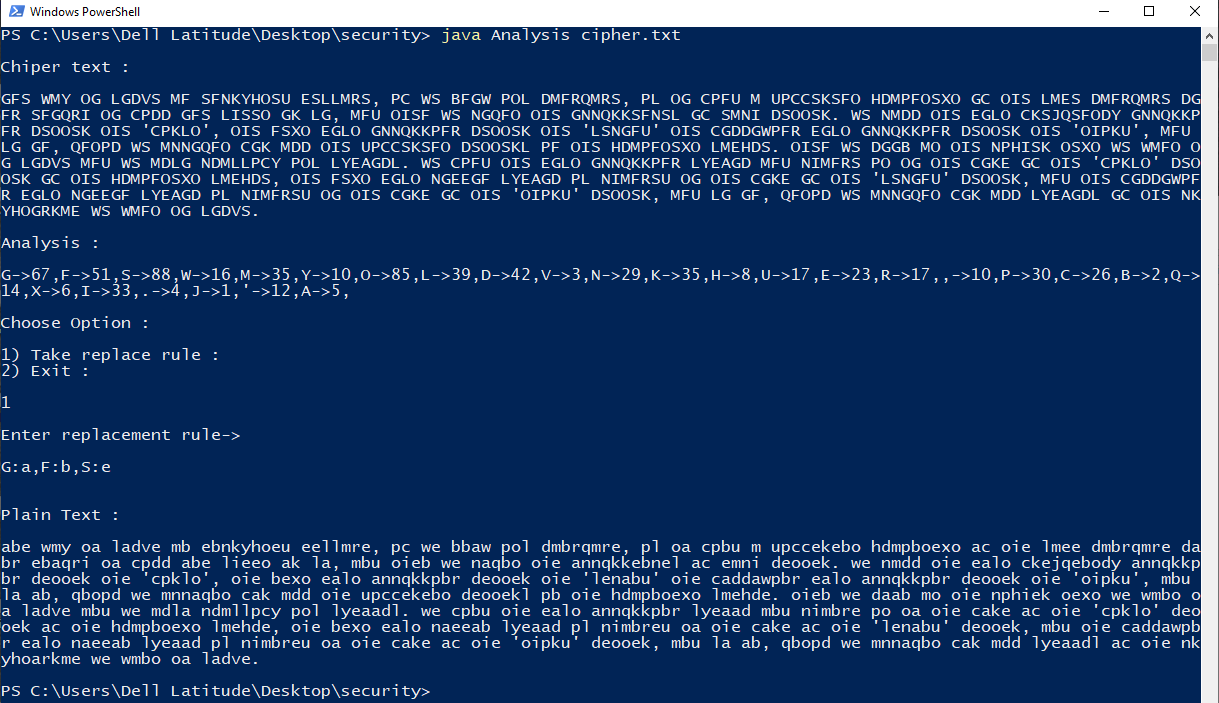 Windows PowerShell
PS C:\Users\Dell Latitude\Desktop\security> java Analysis cipher.txt
Chiper text :
GFS WMY OG LGDVS MF SFNKYHOSU ESLLMRS, PC WS BFGW POL DMFRQMRS, PL OG CPFU M UPCCSKSFO HDMPFOSXO GC OIS LMES DMFRQMRS DG
FR SFGQRI OG CPDD GFS LISSO GK LG, MFU OISF WS NGQFO OIS GNNQKKSFNSL GC SMNI DSOOSK. WS NMDD OIS EGLO CKSJQSFODY GNNQKKP
FR DSOOSK OIS 'CPKLO', OIS FSXO EGLO GNNQKKPFR DSOOSK OIS 'LSNGFU' OIS CGDDGWPFR EGLO GNNQKKPFR DSOOSK OIS 'OIPKU', MFU
LG GF, QFOPD WS MNNGQFO CGK MDD OIS UPCCSKSFO DSOOSKL PF OIS HDMPFOSXO LMEHDS. OISF WS DGGB MO OIS NPHISK OSXO WS WMFO O
G LGDVS MFU WS MDLG NDMLLPCY POL LYEAGDL. WS CPFU OIS EGLO GNNQKKPFR LYEAGD MFU NIMFRS PO OG OIS CGKE GC OIS 'CPKLO' DSO
OSK GC OIS HDMPFOSXO LMEHDS, OIS FSXO EGLO NGEEGF LYEAGD PL NIMFRSU OG OIS CGKE GC OIS 'LSNGFU' DSOOSK, MFU OIS CGDDGWPF
R EGLO NGEEGF LYEAGD PL NIMFRSU OG OIS CGKE GC OIS 'OIPKU' DSOOSK, MFU LG GF, QFOPD WS MNNGQFO CGK MDD LYEAGDL GC OIS NK
YHOGRKME WS WMFO OG LGDVS.
Analysis :
G->67,F->51,S->88,W->16,M->35,Y->10,O->85,L->39,D->42,V->3,N->29,K->35,H->8,U->17,E->23,R->17,,->10,P->30,C->26,B->2,Q->
14,X->6,I->33,.->4,J->1,'->12,A->5,
Choose Option :
1) Take replace rule :
2) Exit :
1
Enter replacement rule->
G:a,F:b,S:e
Plain Text :
abe wmy oa ladve mb ebnkyhoeu eellmre, pc we bbaw pol dmbrqmre, pl oa cpbu m upccekebo hdmpboexo ac oie lmee dmbrqmre da
br ebaqri oa cpdd abe lieeo ak la, mbu oieb we naqbo oie annqkkebnel ac emni deooek. we nmdd oie ealo ckejqebody annqkkp
br deooek oie 'cpklo', oie bexo ealo annqkkpbr deooek oie 'lenabu' oie caddawpbr ealo annqkkpbr deooek oie 'oipku', mbu
la ab, qbopd we mnnaqbo cak mdd oie upccekebo deooekl pb oie hdmpboexo lmehde. oieb we daab mo oie nphiek oexo we wmbo o
a ladve mbu we mdla ndmllpcy pol lyeaadl. we cpbu oie ealo annqkkpbr lyeaad mbu nimbre po oa oie cake ac oie 'cpklo' deo
oek ac oie hdmpboexo lmehde, oie bexo ealo naeeab lyeaad pl nimbreu oa oie cake ac oie 'lenabu' deooek, mbu oie caddawpb
r ealo naeeab lyeaad pl nimbreu oa oie cake ac oie 'oipku' deooek, mbu la ab, qbopd we mnnaqbo cak mdd lyeaadl ac oie nk
yhoarkme we wmbo oa ladve.
PS C:\Users\Dell Latitude\Desktop\security>